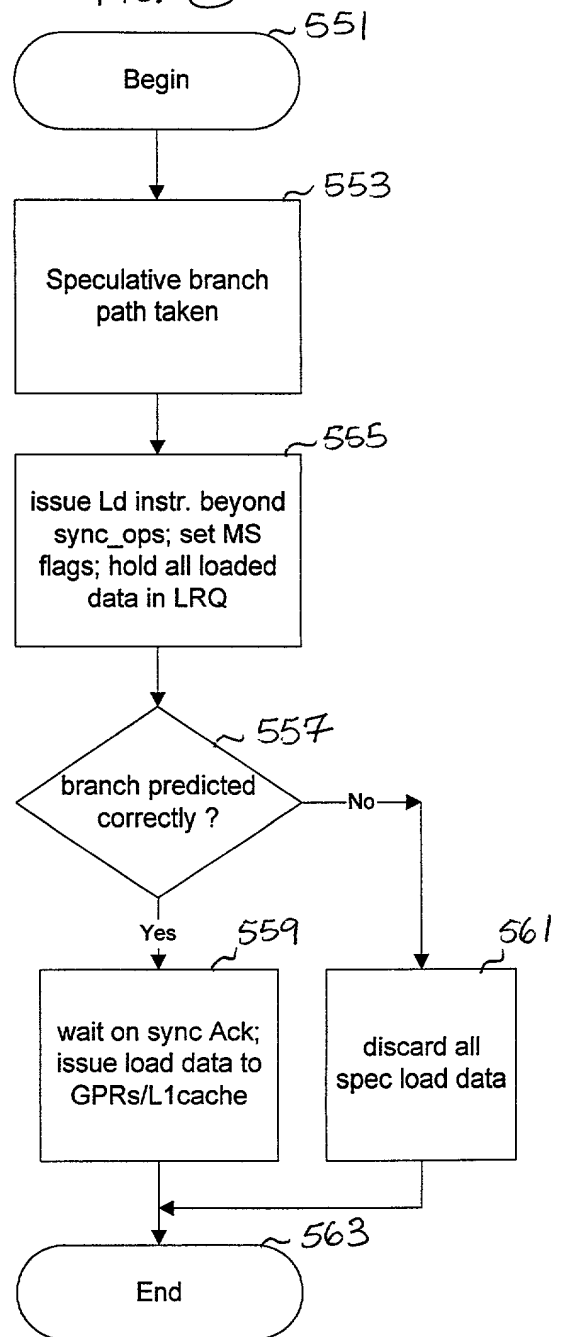 551
Begin
553
Speculative branch
path taken
555
issue Ld instr. beyond
sync_ops; set MS
flags; hold all loaded
data in LRQ
557
branch predicted
correctly ?
No
Yes
559
561
wait on sync Ack;
issue load data to
GPRs/L1cache
discard all
spec load data
563
End